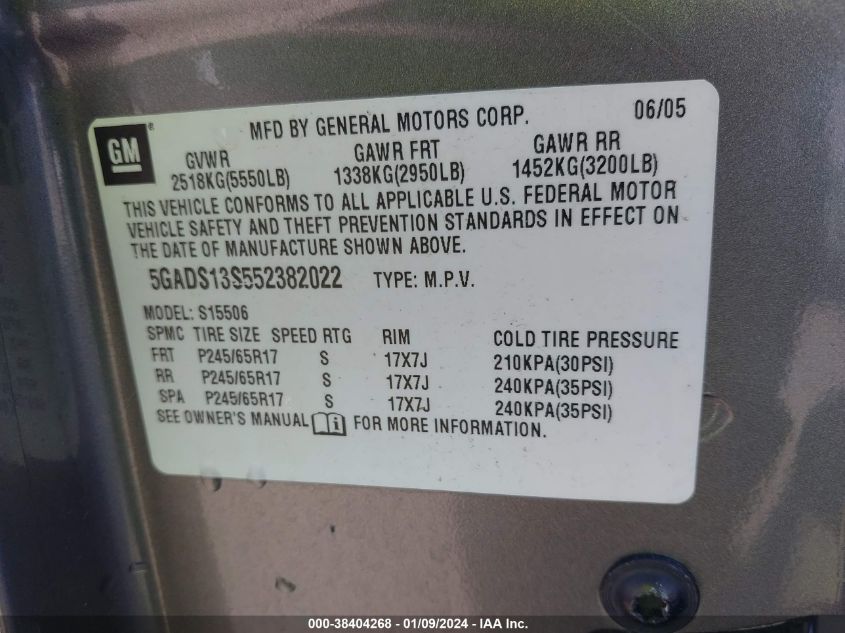 MFD BY GENERAL MOTORS CORP. 06/05
GM®
GVWR GAWR FRT GAWR RR
2518KG(5550LB) 1338KG(2950LB) 1452KG(3200LB)
THIS VEHICLE CONFORMS TO ALL APPLICABLE U.S. FEDERAL MOTOR
VEHICLE SAFETY AND THEFT PREVENTION STANDARDS IN EFFECT ON
THE DATE OF MANUFACTURE SHOWN ABOVE.
5GADS13S552382022 TYPE: M.P.V.
MODEL: S15506
SPMC TIRE SIZE SPEED RTG RIM COLD TIRE PRESSURE
FRT P245/65R17 S 17X7J 210KPA(30PSI)
RR P245/65R17 S 17X7J 240KPA(35PSI)
SPA P245/65R17 S 17X7J 240KPA(35PSI)
SEE OWNER'S MANUAL i FOR MORE INFORMATION.
000-38404268 - 01/09/2024 - IAA Inc.